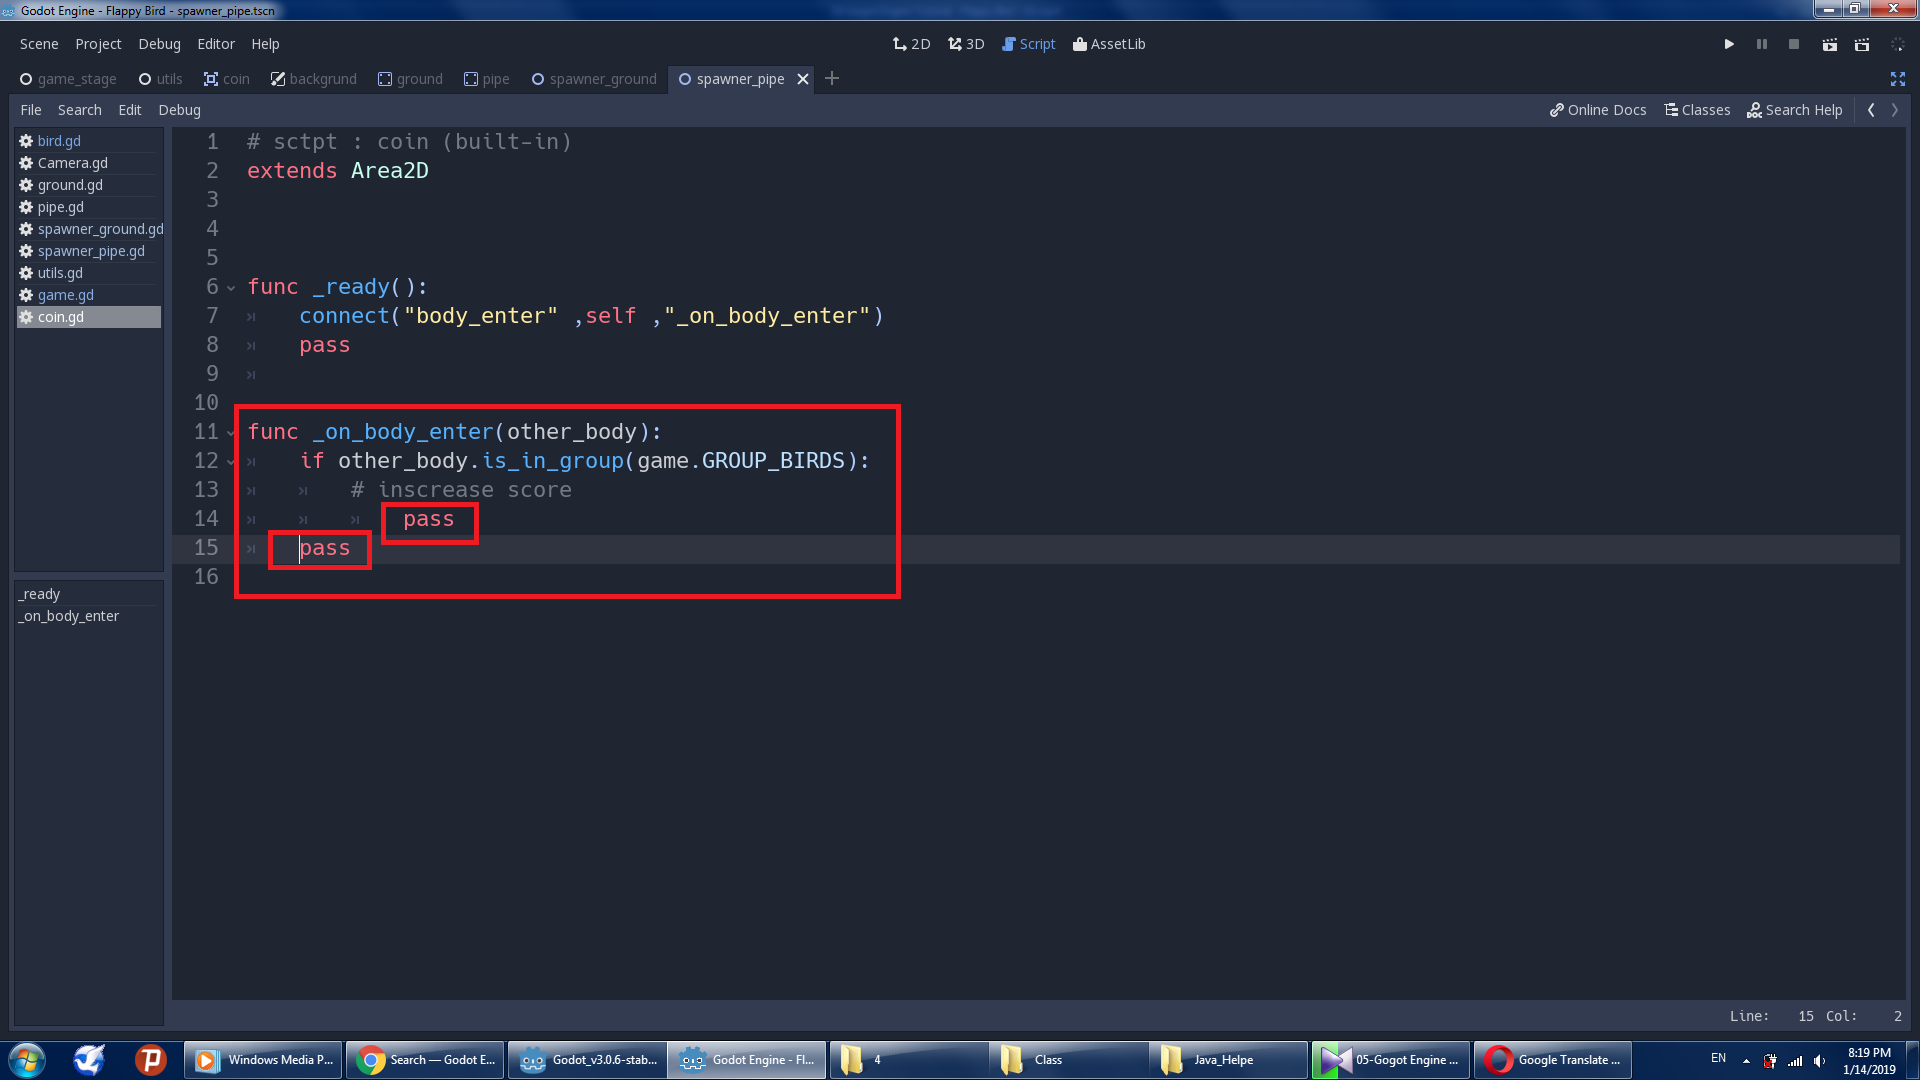 Godot Engine - Flappy Bird - spawner_pipe.tscn
Scene Project Debug Editor Help
2D 3D Script AssetLib
game_stage utils coin backgrund ground pipe spawner_ground spawner_pipe
File Search Edit Debug
Online Docs Classes Search Help
bird.gd
Camera.gd
ground.gd
pipe.gd
spawner_ground.gd
spawner_pipe.gd
utils.gd
game.gd
coin.gd
_ready
_on_body_enter
1 # sctpt : coin (built-in)
2 extends Area2D
3
4
5
6 func _ready():
7 connect("body_enter" ,self ,"_on_body_enter")
8 pass
9
10
11 func _on_body_enter(other_body):
12 if other_body.is_in_group(game.GROUP_BIRDS):
13 # inscrease score
14 pass
15 pass
16
Line: 15 Col: 2
Windows Media P... Search — Godot E... Godot_v3.0.6-stab... Godot Engine - Fl... 4 Class Java_Helpe 05-Gogot Engine ... Google Translate ... EN 8:19 PM
1/14/2019